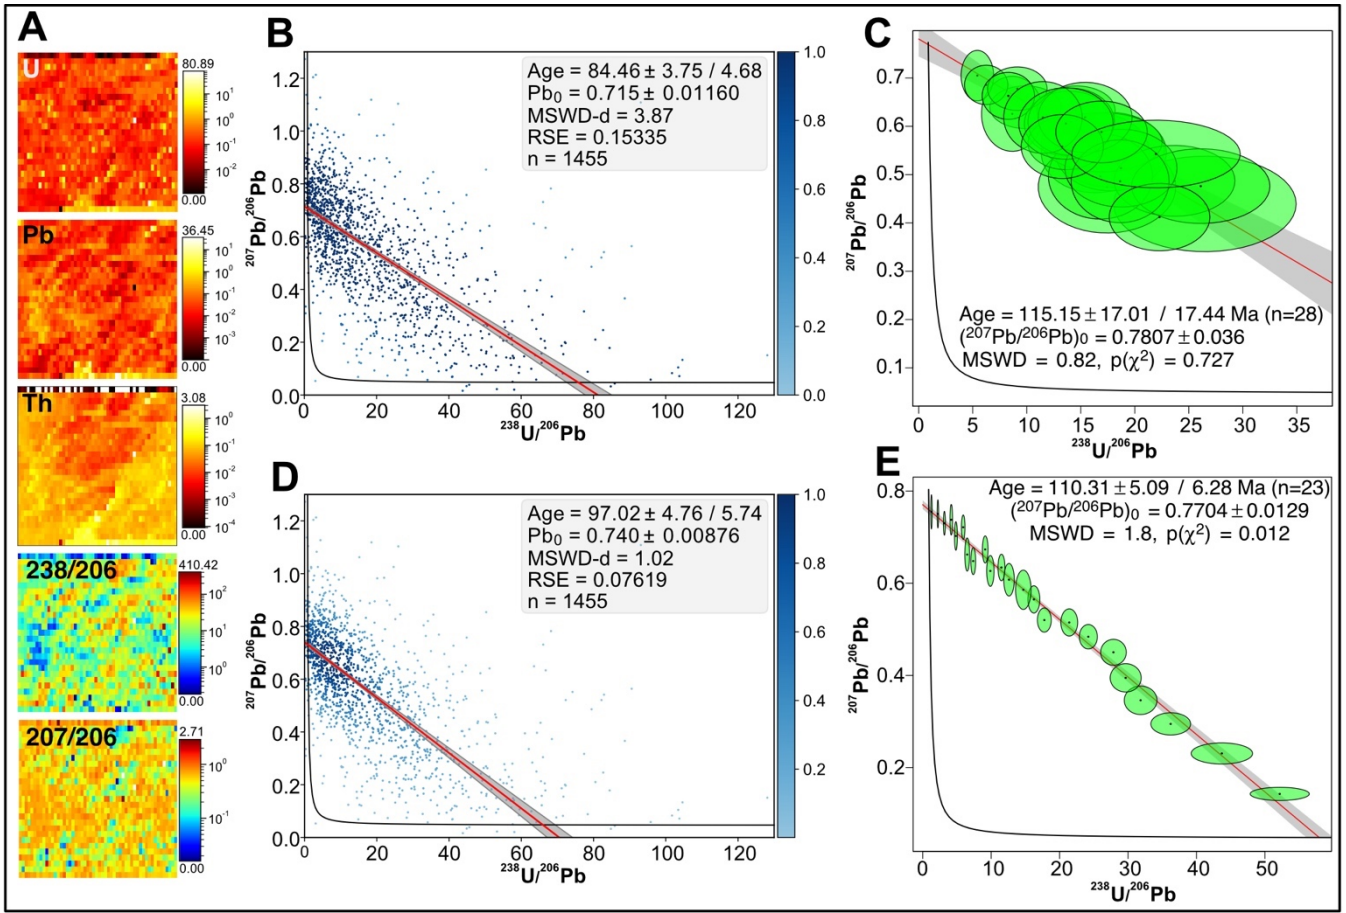 A
U
80.89
10¹
10⁰
10⁻¹
10⁻²
0.00
Pb
36.45
10¹
10⁰
10⁻¹
10⁻²
10⁻³
0.00
Th
3.08
10⁰
10⁻¹
10⁻²
10⁻³
10⁻⁴
0.00
238/206
410.42
10²
10¹
10⁰
0.00
207/206
2.71
10⁰
10⁻¹
0.00
B
Age = 84.46 ± 3.75 / 4.68
Pb₀ = 0.715 ± 0.01160
MSWD-d = 3.87
RSE = 0.15335
n = 1455
1.2
1.0
0.8
0.6
0.4
0.2
0.0
²⁰⁷Pb/²⁰⁶Pb
0 20 40 60 80 100 120
²³⁸U/²⁰⁶Pb
1.0
0.8
0.6
0.4
0.2
0.0
C
0.7
0.6
0.5
0.4
0.3
0.2
0.1
²⁰⁷Pb/²⁰⁶Pb
Age = 115.15 ± 17.01 / 17.44 Ma (n=28)
(²⁰⁷Pb/²⁰⁶Pb)₀ = 0.7807 ± 0.036
MSWD = 0.82, p(χ²) = 0.727
0 5 10 15 20 25 30 35
²³⁸U/²⁰⁶Pb
D
Age = 97.02 ± 4.76 / 5.74
Pb₀ = 0.740 ± 0.00876
MSWD-d = 1.02
RSE = 0.07619
n = 1455
1.2
1.0
0.8
0.6
0.4
0.2
0.0
²⁰⁷Pb/²⁰⁶Pb
0 20 40 60 80 100 120
²³⁸U/²⁰⁶Pb
1.0
0.8
0.6
0.4
0.2
E
Age = 110.31 ± 5.09 / 6.28 Ma (n=23)
(²⁰⁷Pb/²⁰⁶Pb)₀ = 0.7704 ± 0.0129
MSWD = 1.8, p(χ²) = 0.012
0.8
0.6
0.4
0.2
²⁰⁷Pb/²⁰⁶Pb
0 10 20 30 40 50
²³⁸U/²⁰⁶Pb